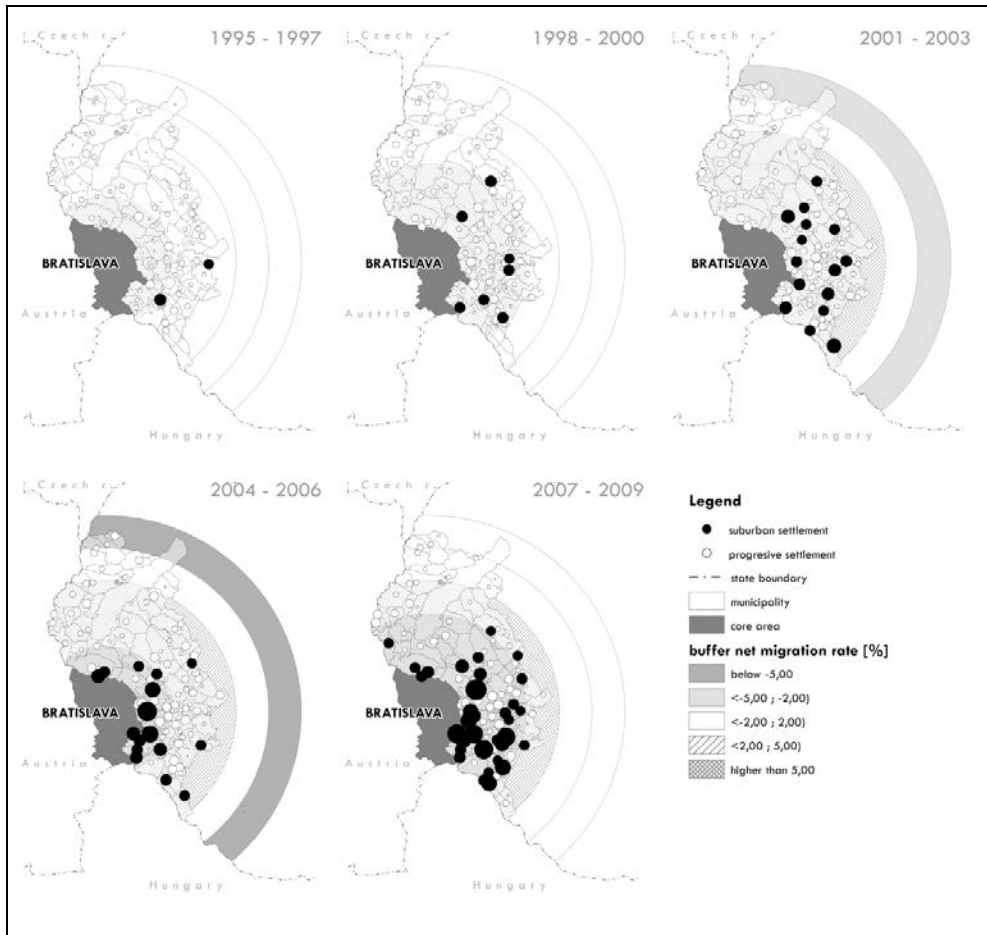 Czech r
1995 - 1997
BRATISLAVA
Austria
Hungary
Czech r
1998 - 2000
BRATISLAVA
Austria
Hungary
2001 - 2003
BRATISLAVA
Austria
Hungary
Czech r
2004 - 2006
BRATISLAVA
Austria
Hungary
Czech r
2007 - 2009
BRATISLAVA
Austria
Hungary
Legend
suburban settlement
progresive settlement
state boundary
municipality
core area
buffer net migration rate [%]
below -5,00
<-5,00 ; -2,00)
<-2,00 ; 2,00)
<2,00 ; 5,00)
higher than 5,00